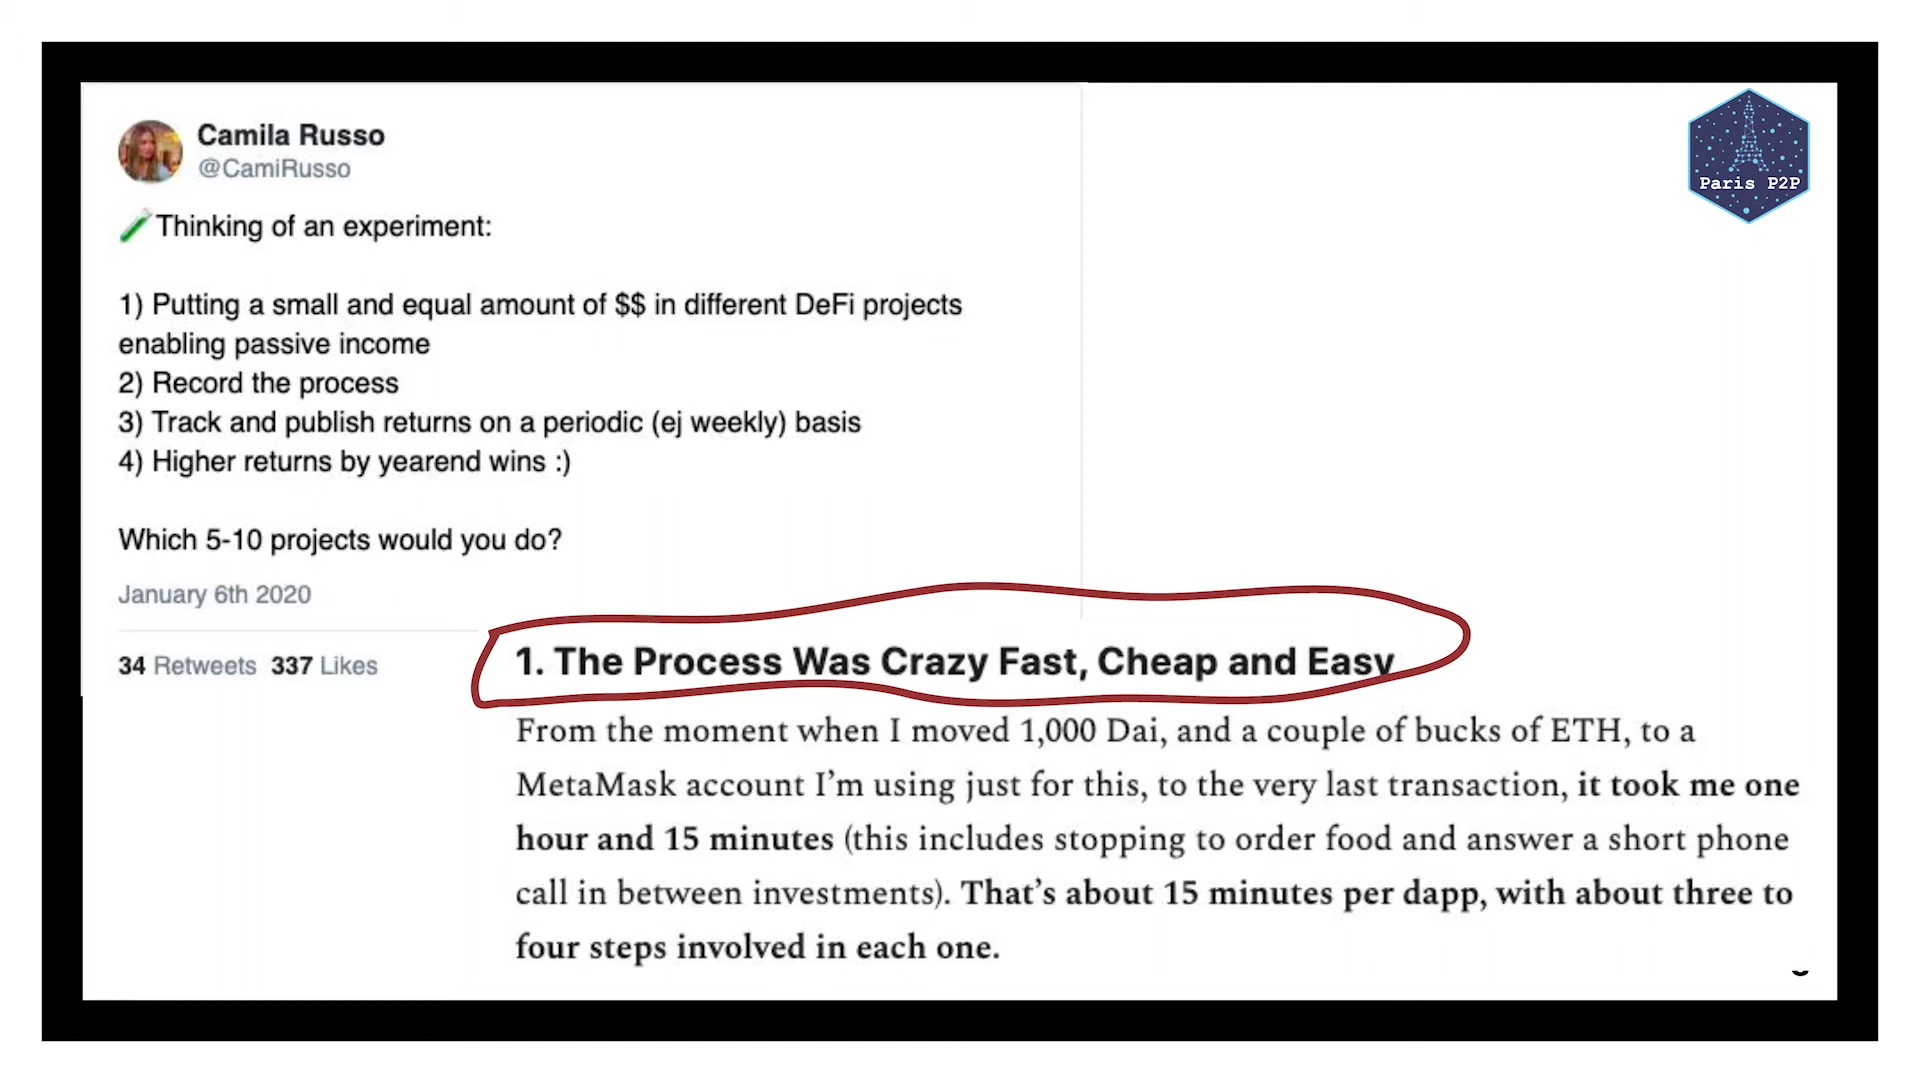 Camila Russo
@CamiRusso
Thinking of an experiment:
1) Putting a small and equal amount of $$ in different DeFi projects
enabling passive income
2) Record the process
3) Track and publish returns on a periodic (ej weekly) basis
4) Higher returns by yearend wins :)
Which 5-10 projects would you do?
January 6th 2020
34 Retweets 337 Likes
Paris P2P
1. The Process Was Crazy Fast, Cheap and Easy
From the moment when I moved 1,000 Dai, and a couple of bucks of ETH, to a
MetaMask account I’m using just for this, to the very last transaction, it took me one
hour and 15 minutes (this includes stopping to order food and answer a short phone
call in between investments). That’s about 15 minutes per dapp, with about three to
four steps involved in each one.